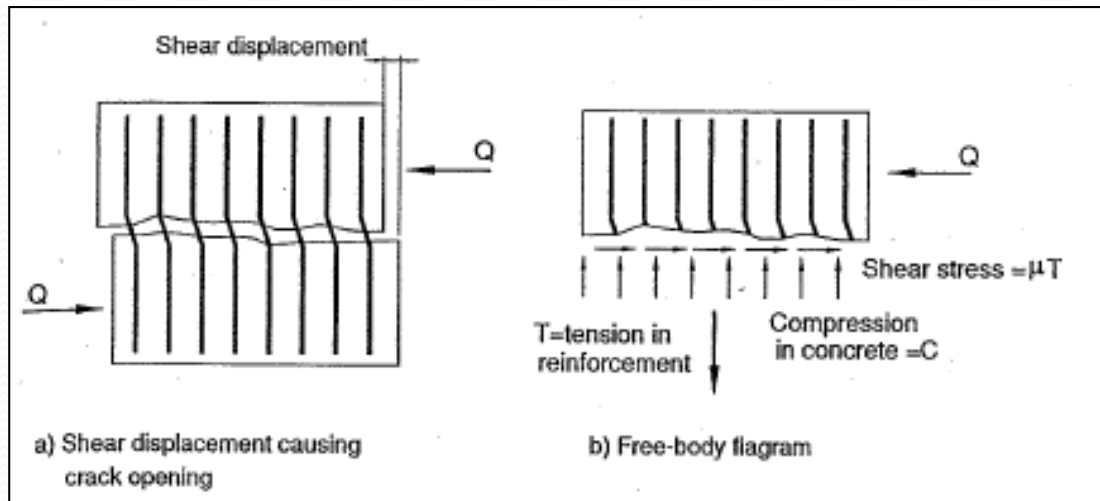 Shear displacement
Q
Q
a) Shear displacement causing
crack opening
Q
Shear stress =μT
T=tension in
reinforcement
Compression
in concrete =C
b) Free-body flagram